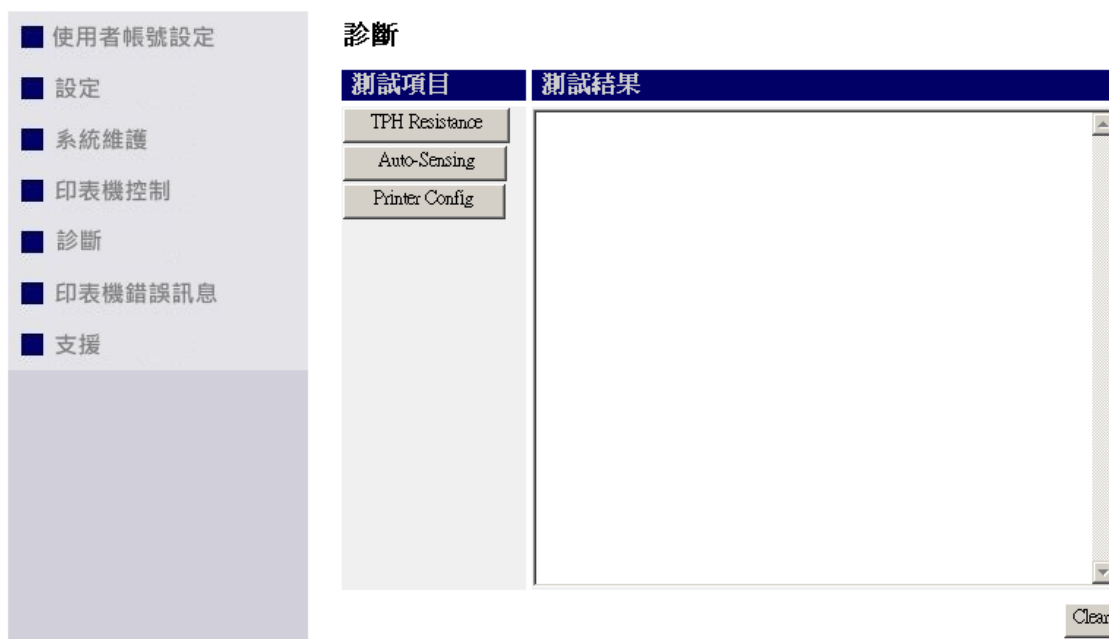 使用者帳號設定
設定
系統維護
印表機控制
診斷
印表機錯誤訊息
支援
診斷
測試項目
測試結果
TPH Resistance
Auto-Sensing
Printer Config
Clear